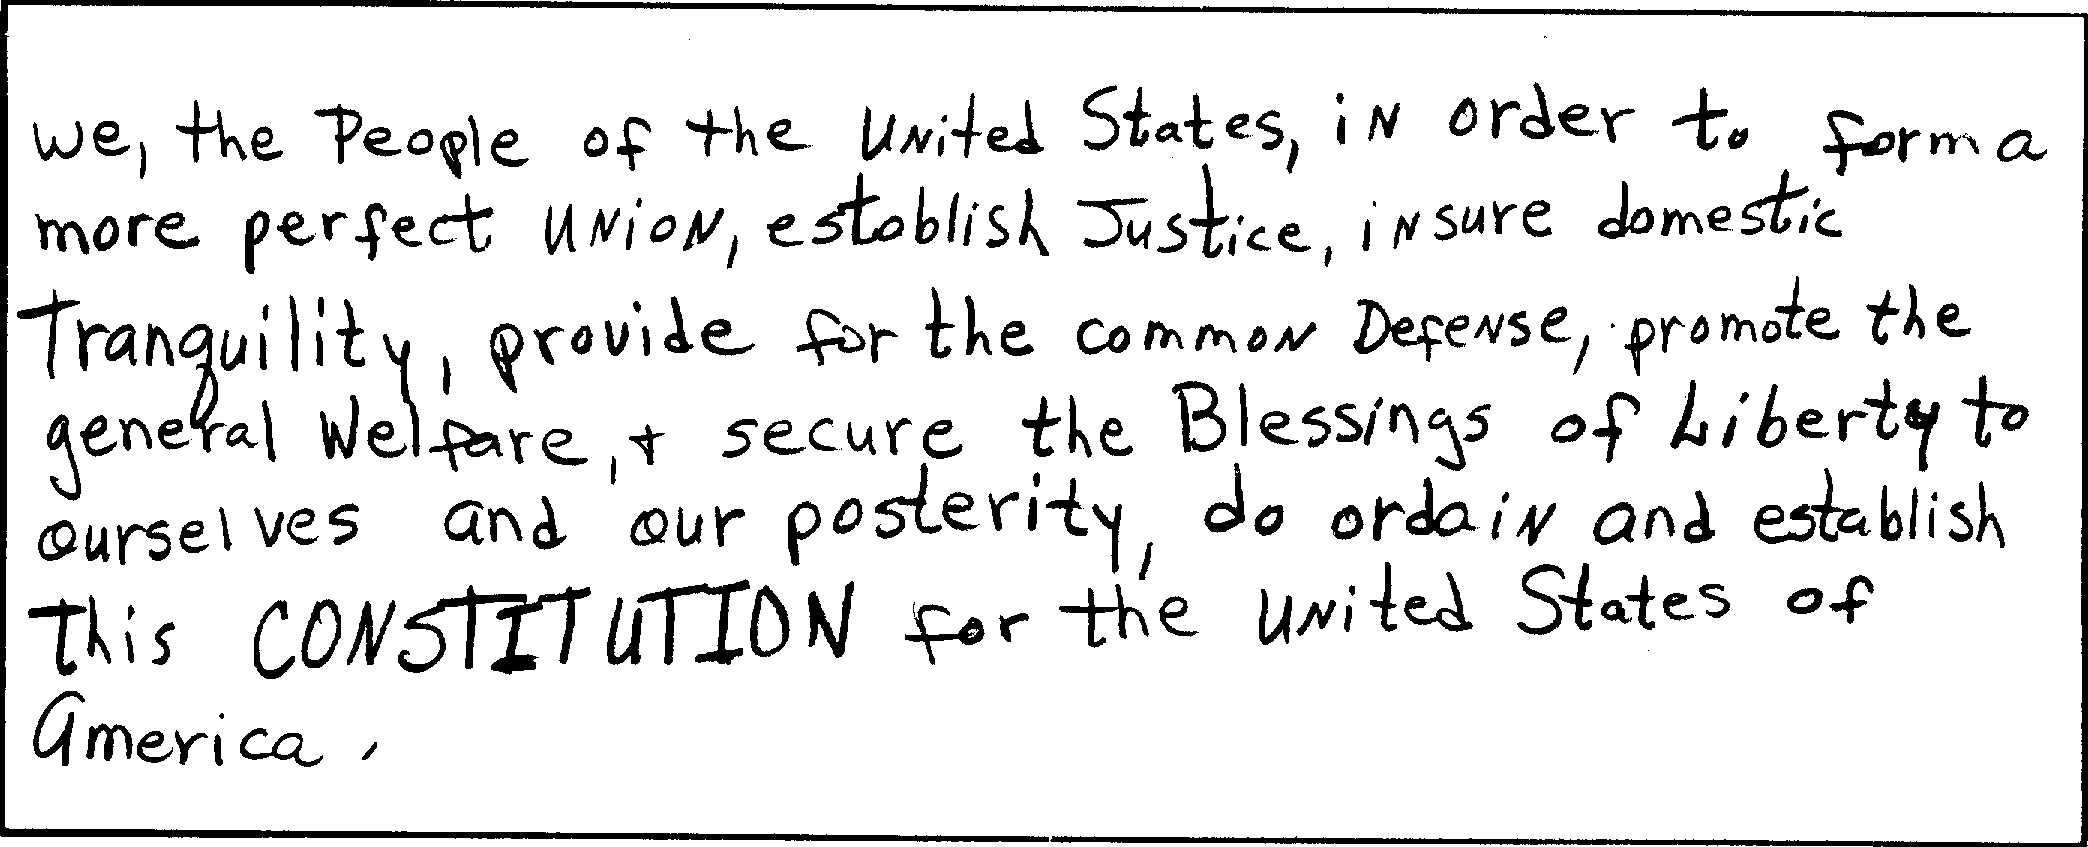 We, the People of the United States, in order to form a
more perfect Union, establish Justice, insure domestic
Tranquility, provide for the common Defense, promote the
general Welfare, + secure the Blessings of Liberty to
ourselves and our posterity, do ordain and establish
this CONSTITUTION for the United States of
America.